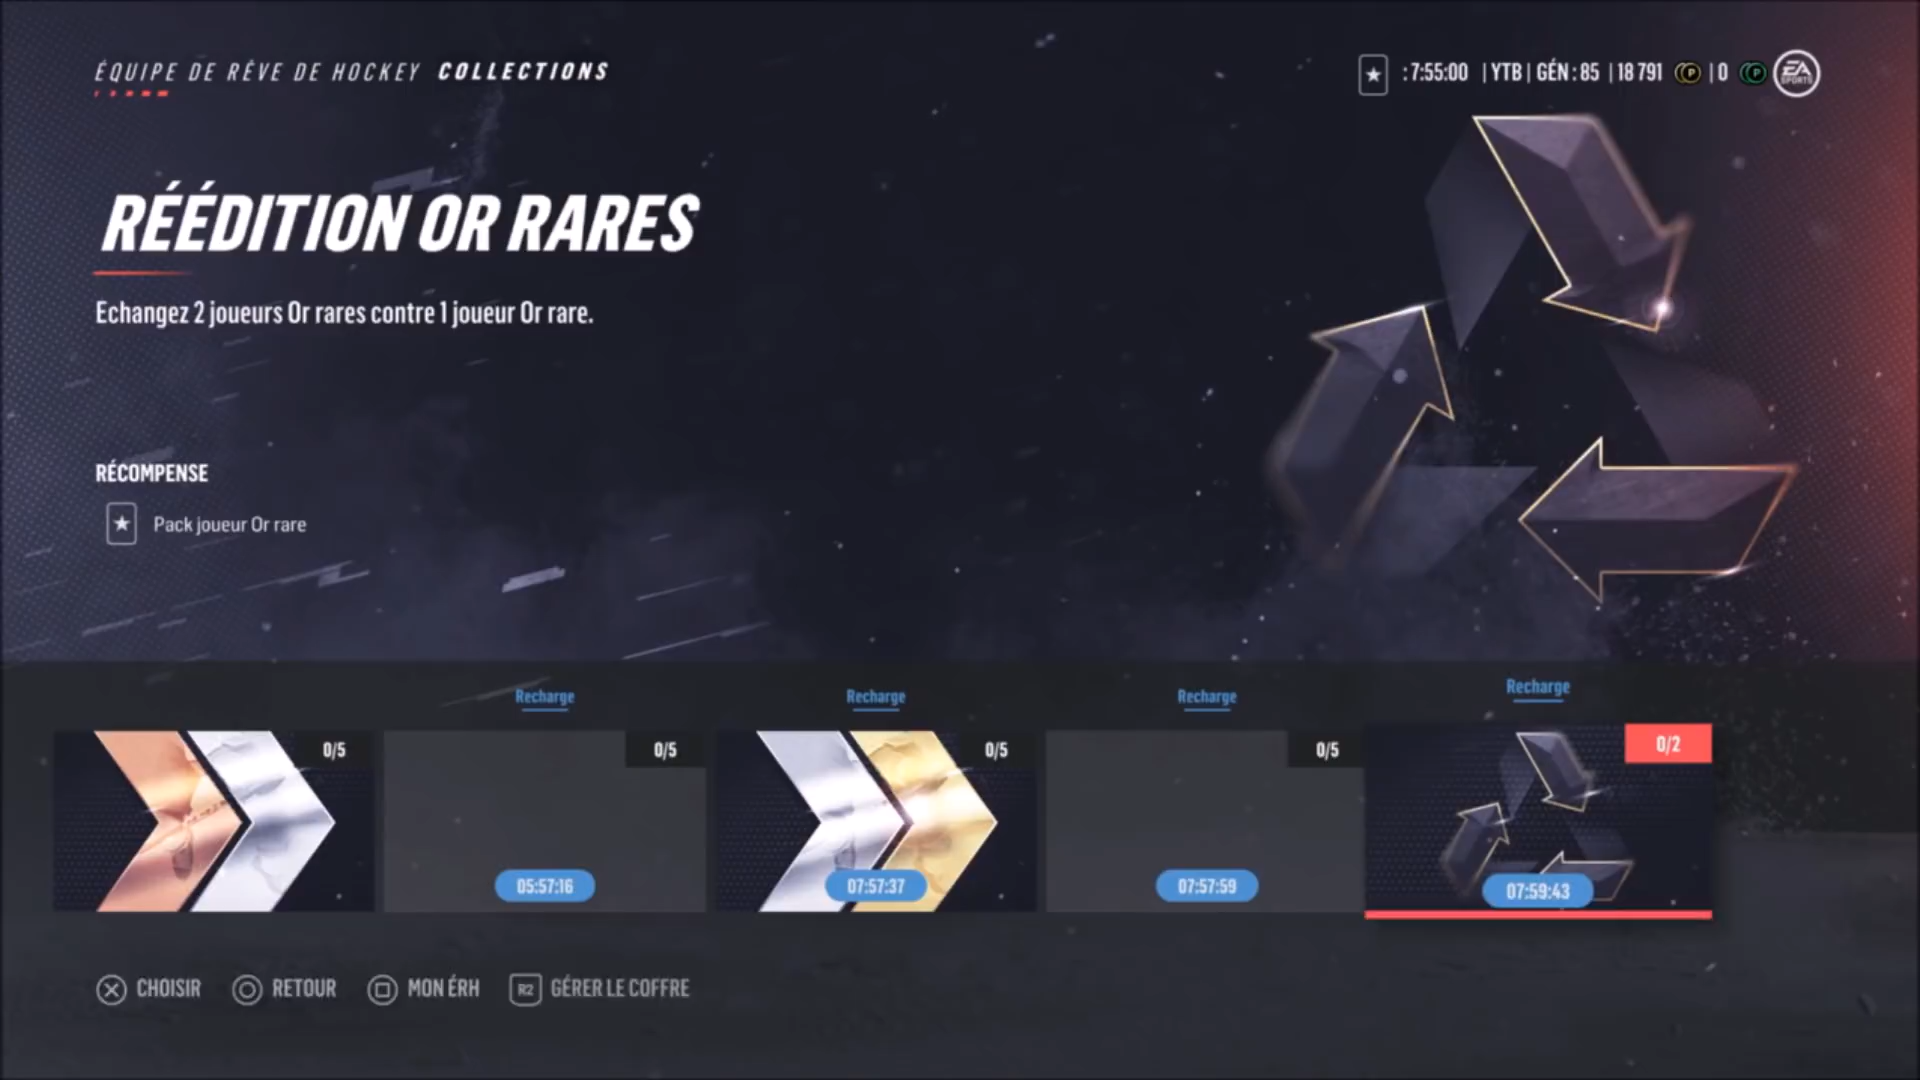 ÉQUIPE DE RÊVE DE HOCKEY COLLECTIONS
: 7:55:00 | YTB | GÉN : 85 | 18 791 P | 0 P EA SPORTS
RÉÉDITION OR RARES
Echangez 2 joueurs Or rares contre 1 joueur Or rare.
RÉCOMPENSE
Pack joueur Or rare
Recharge Recharge Recharge Recharge
0/5 0/5 0/5 0/5 0/2
05:57:16 07:57:37 07:57:59 07:59:43
CHOISIR RETOUR MON ÉRH R2 GÉRER LE COFFRE